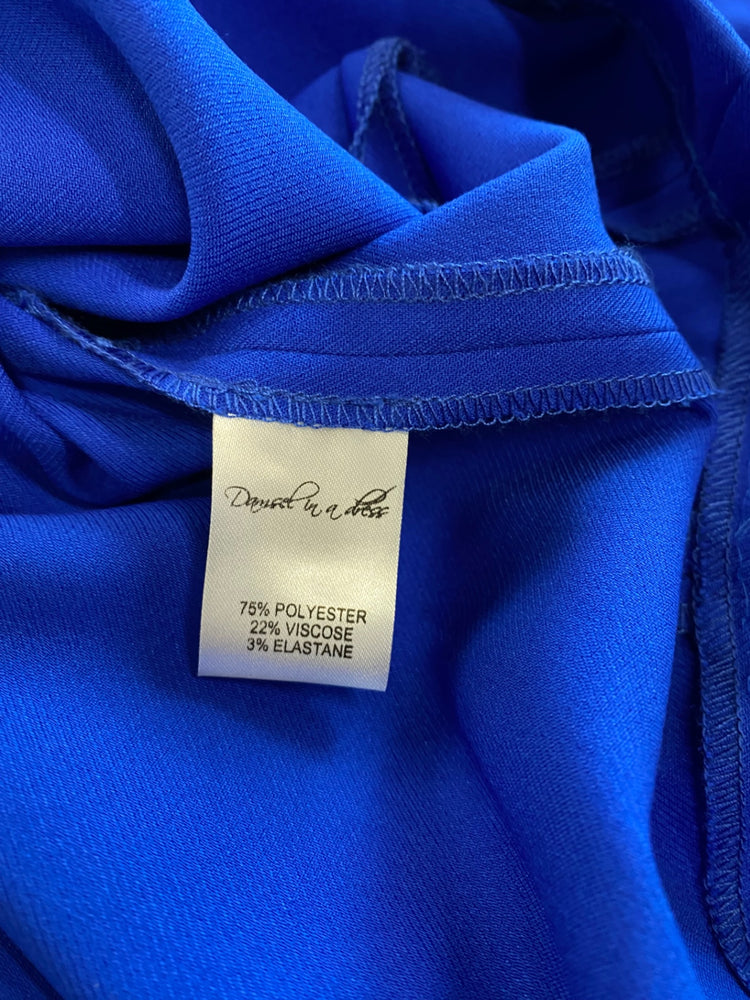 Damsel in a dress
75% POLYESTER
22% VISCOSE
3% ELASTANE